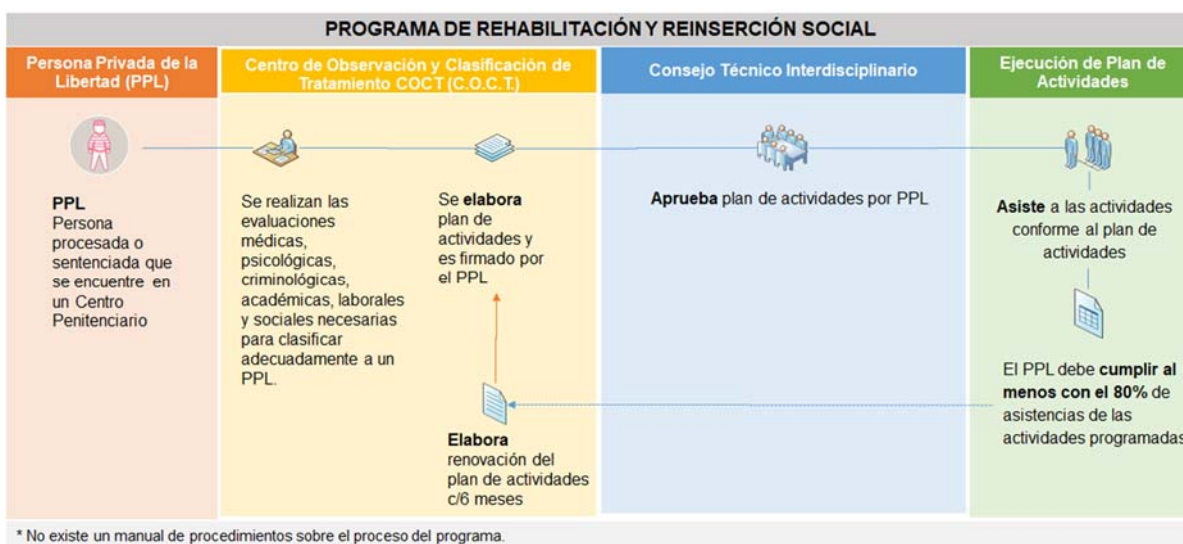 PROGRAMA DE REHABILITACIÓN Y REINSERCIÓN SOCIAL
Persona Privada de la
Libertad (PPL)
Centro de Observación y Clasificación de
Tratamiento COCT (C.O.C.T.)
Consejo Técnico Interdisciplinario
Ejecución de Plan de
Actividades
PPL
Persona
procesada o
sentenciada que
se encuentre en
un Centro
Penitenciario
Se realizan las
evaluaciones
médicas,
psicológicas,
criminológicas,
académicas, laborales
y sociales necesarias
para clasificar
adecuadamente a un
PPL.
Se elabora
plan de
actividades y
es firmado por
el PPL
Elabora
renovación del
plan de actividades
c/6 meses
Aprueba plan de actividades por PPL
Asiste a las actividades
conforme al plan de
actividades
El PPL debe cumplir al
menos con el 80% de
asistencias de las
actividades programadas
* No existe un manual de procedimientos sobre el proceso del programa.